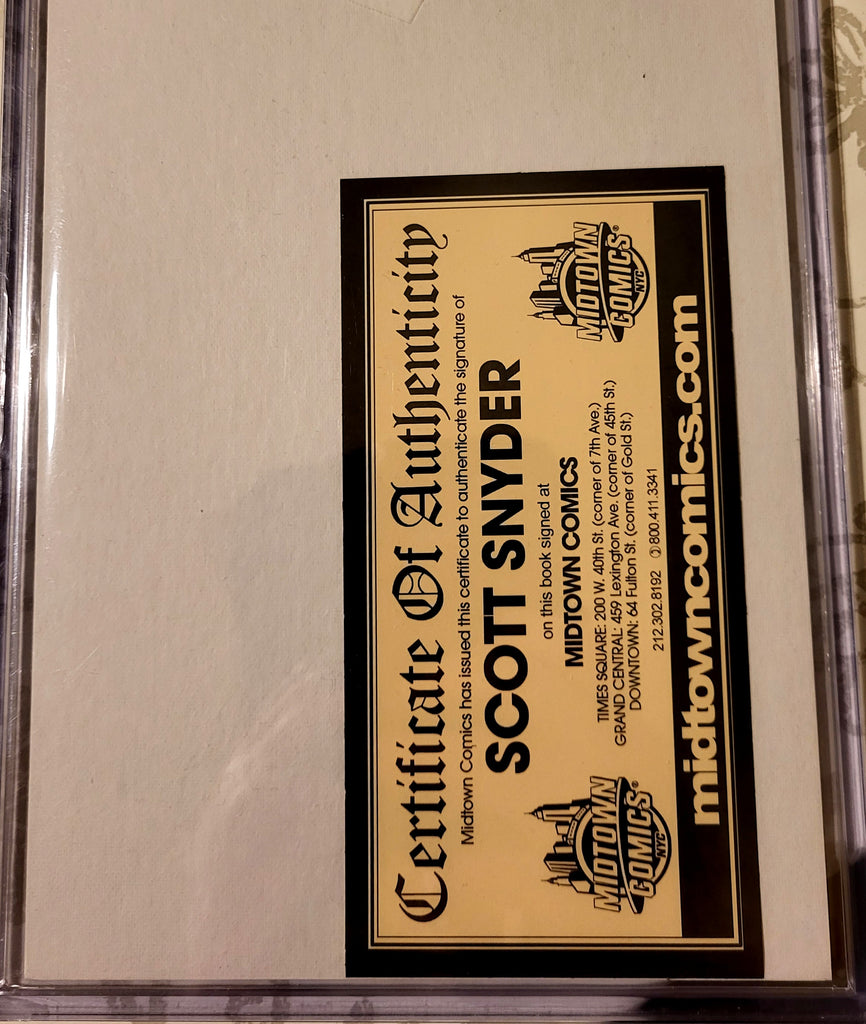 Certificate Of Authenticity
Midtown Comics has issued this certificate to authenticate the signature of
SCOTT SNYDER
on this book signed at
MIDTOWN COMICS
TIMES SQUARE: 200 W. 40th St. (corner of 7th Ave.)
GRAND CENTRAL: 459 Lexington Ave. (corner of 45th St.)
DOWNTOWN: 64 Fulton St. (corner of Gold St.)
212.302.8192 ✆800.411.3341
MIDTOWN
COMICS®
NYC
MIDTOWN
COMICS®
NYC
midtowncomics.com